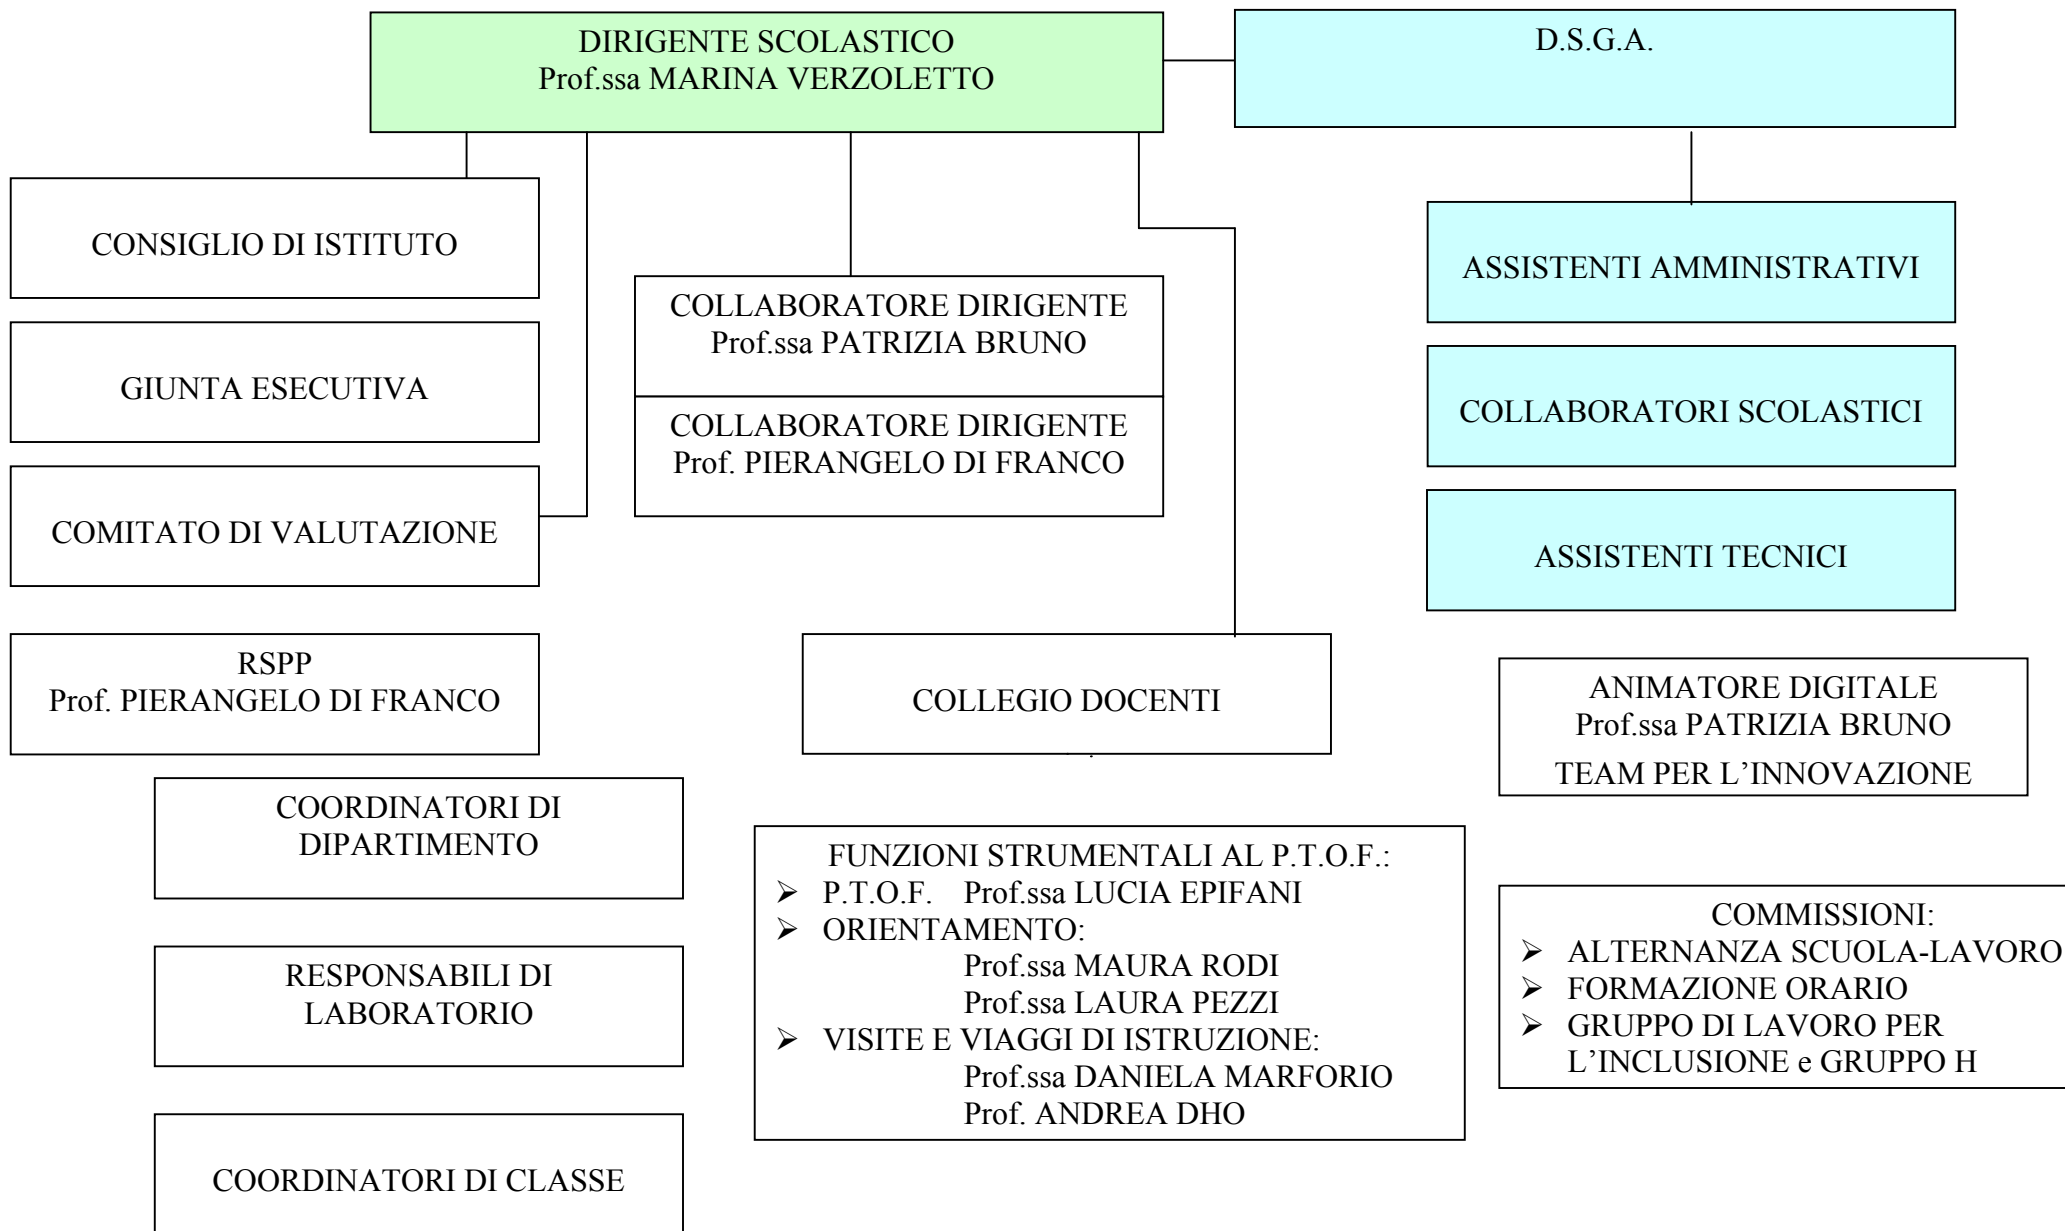 DIRIGENTE SCOLASTICO
Prof.ssa MARINA VERZOLETTO
D.S.G.A.
CONSIGLIO DI ISTITUTO
GIUNTA ESECUTIVA
COMITATO DI VALUTAZIONE
COLLABORATORE DIRIGENTE
Prof.ssa PATRIZIA BRUNO
COLLABORATORE DIRIGENTE
Prof. PIERANGELO DI FRANCO
ASSISTENTI AMMINISTRATIVI
COLLABORATORI SCOLASTICI
ASSISTENTI TECNICI
RSPP
Prof. PIERANGELO DI FRANCO
COLLEGIO DOCENTI
ANIMATORE DIGITALE
Prof.ssa PATRIZIA BRUNO
TEAM PER L’INNOVAZIONE
COORDINATORI DI
DIPARTIMENTO
RESPONSABILI DI
LABORATORIO
COORDINATORI DI CLASSE
FUNZIONI STRUMENTALI AL P.T.O.F.:
➢ P.T.O.F. Prof.ssa LUCIA EPIFANI
➢ ORIENTAMENTO:
Prof.ssa MAURA RODI
Prof.ssa LAURA PEZZI
➢ VISITE E VIAGGI DI ISTRUZIONE:
Prof.ssa DANIELA MARFORIO
Prof. ANDREA DHO
COMMISSIONI:
➢ ALTERNANZA SCUOLA-LAVORO
➢ FORMAZIONE ORARIO
➢ GRUPPO DI LAVORO PER
L’INCLUSIONE e GRUPPO H